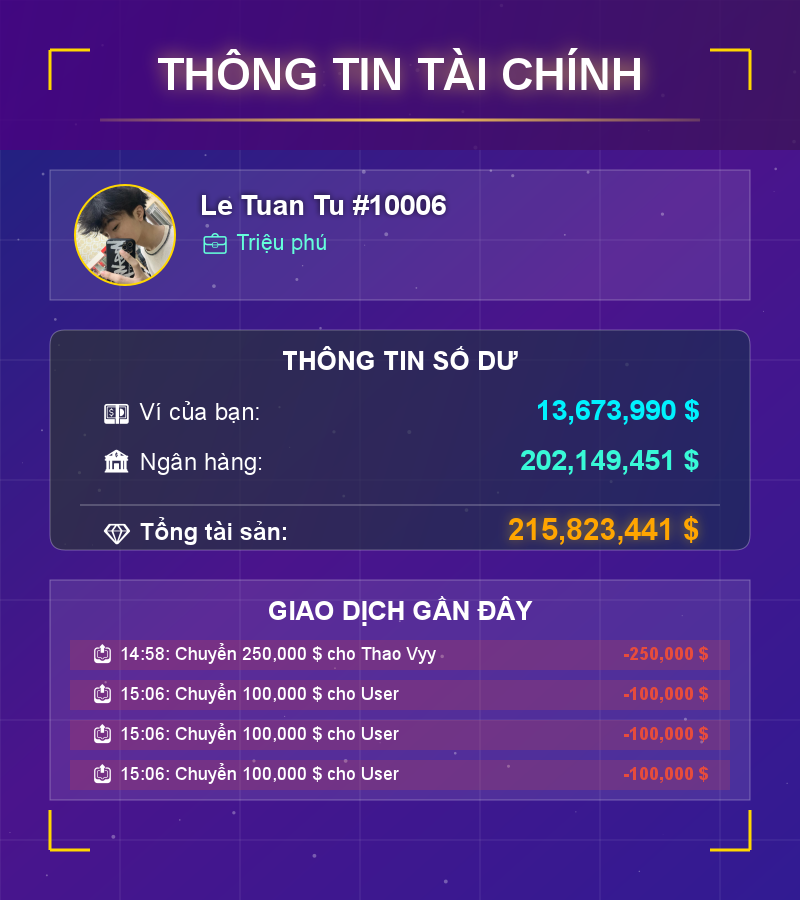 THÔNG TIN TÀI CHÍNH
Le Tuan Tu #10006
Triệu phú
THÔNG TIN SỐ DƯ
Ví của bạn: 13,673,990 $
Ngân hàng: 202,149,451 $
Tổng tài sản: 215,823,441 $
GIAO DỊCH GẦN ĐÂY
14:58: Chuyển 250,000 $ cho Thao Vyy -250,000 $
15:06: Chuyển 100,000 $ cho User -100,000 $
15:06: Chuyển 100,000 $ cho User -100,000 $
15:06: Chuyển 100,000 $ cho User -100,000 $